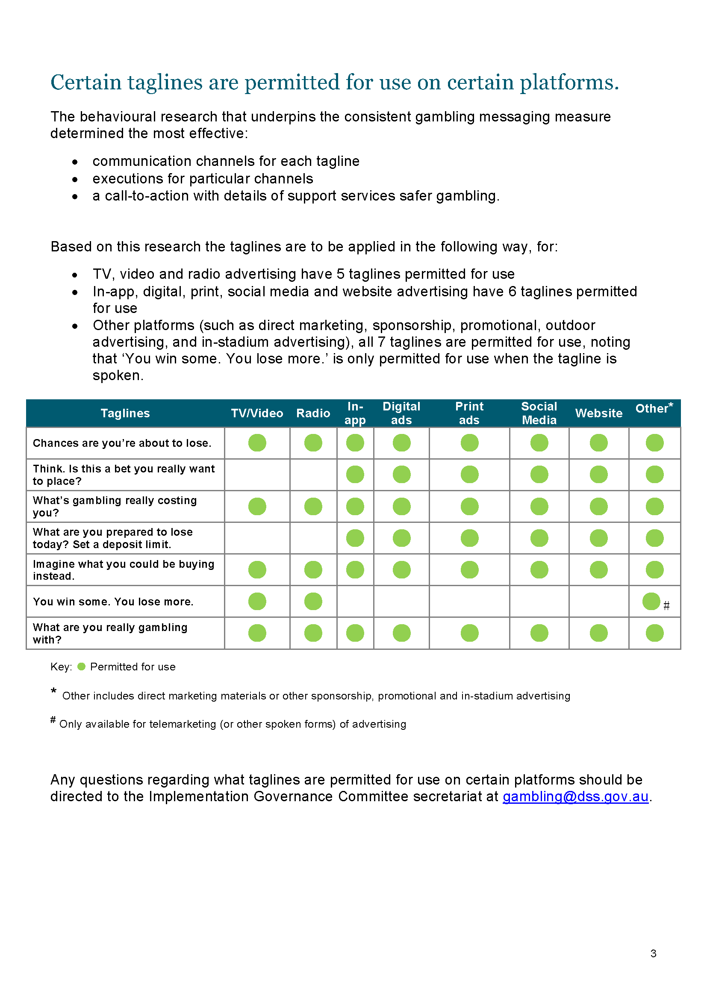 Certain taglines are permitted for use on certain platforms.
The behavioural research that underpins the consistent gambling messaging measure
determined the most effective:
• communication channels for each tagline
• executions for particular channels
• a call-to-action with details of support services safer gambling.
Based on this research the taglines are to be applied in the following way, for:
• TV, video and radio advertising have 5 taglines permitted for use
• In-app, digital, print, social media and website advertising have 6 taglines permitted
for use
• Other platforms (such as direct marketing, sponsorship, promotional, outdoor
advertising, and in-stadium advertising), all 7 taglines are permitted for use, noting
that ‘You win some. You lose more.’ is only permitted for use when the tagline is
spoken.
Taglines TV/Video Radio In-app Digital ads Print ads Social Media Website Other*
Chances are you’re about to lose.
Think. Is this a bet you really want
to place?
What’s gambling really costing
you?
What are you prepared to lose
today? Set a deposit limit.
Imagine what you could be buying
instead.
You win some. You lose more. #
What are you really gambling
with?
Key: Permitted for use
* Other includes direct marketing materials or other sponsorship, promotional and in-stadium advertising
# Only available for telemarketing (or other spoken forms) of advertising
Any questions regarding what taglines are permitted for use on certain platforms should be
directed to the Implementation Governance Committee secretariat at gambling@dss.gov.au.
3